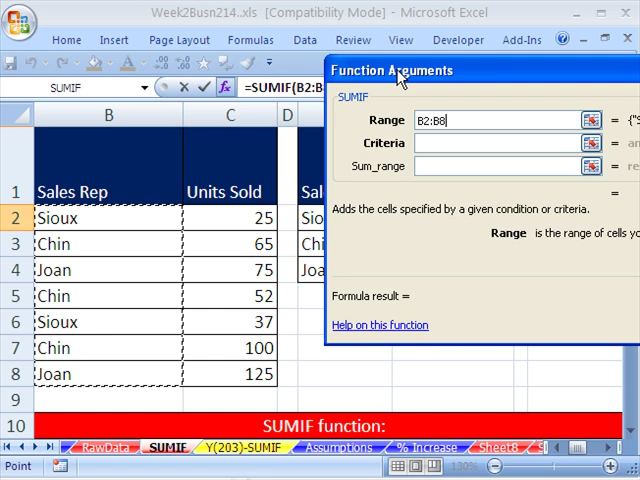 Week2Busn214..xls [Compatibility Mode] - Microsoft Excel
Home Insert Page Layout Formulas Data Review View Developer Add-Ins
SUMIF =SUMIF(B2:B
Function Arguments
SUMIF
Range B2:B8 = {"S
Criteria = an
Sum_range = re
=
Adds the cells specified by a given condition or criteria.
Range is the range of cells yo
Formula result =
Help on this function
B C D
1 Sales Rep Units Sold Sal
2 Sioux 25 Sio
3 Chin 65 Chi
4 Joan 75 Joa
5 Chin 52
6 Sioux 37
7 Chin 100
8 Joan 125
9
10 SUMIF function:
RawData SUMIF Y(203)-SUMIF Assumptions % Increase Sheet8 S
Point 130%